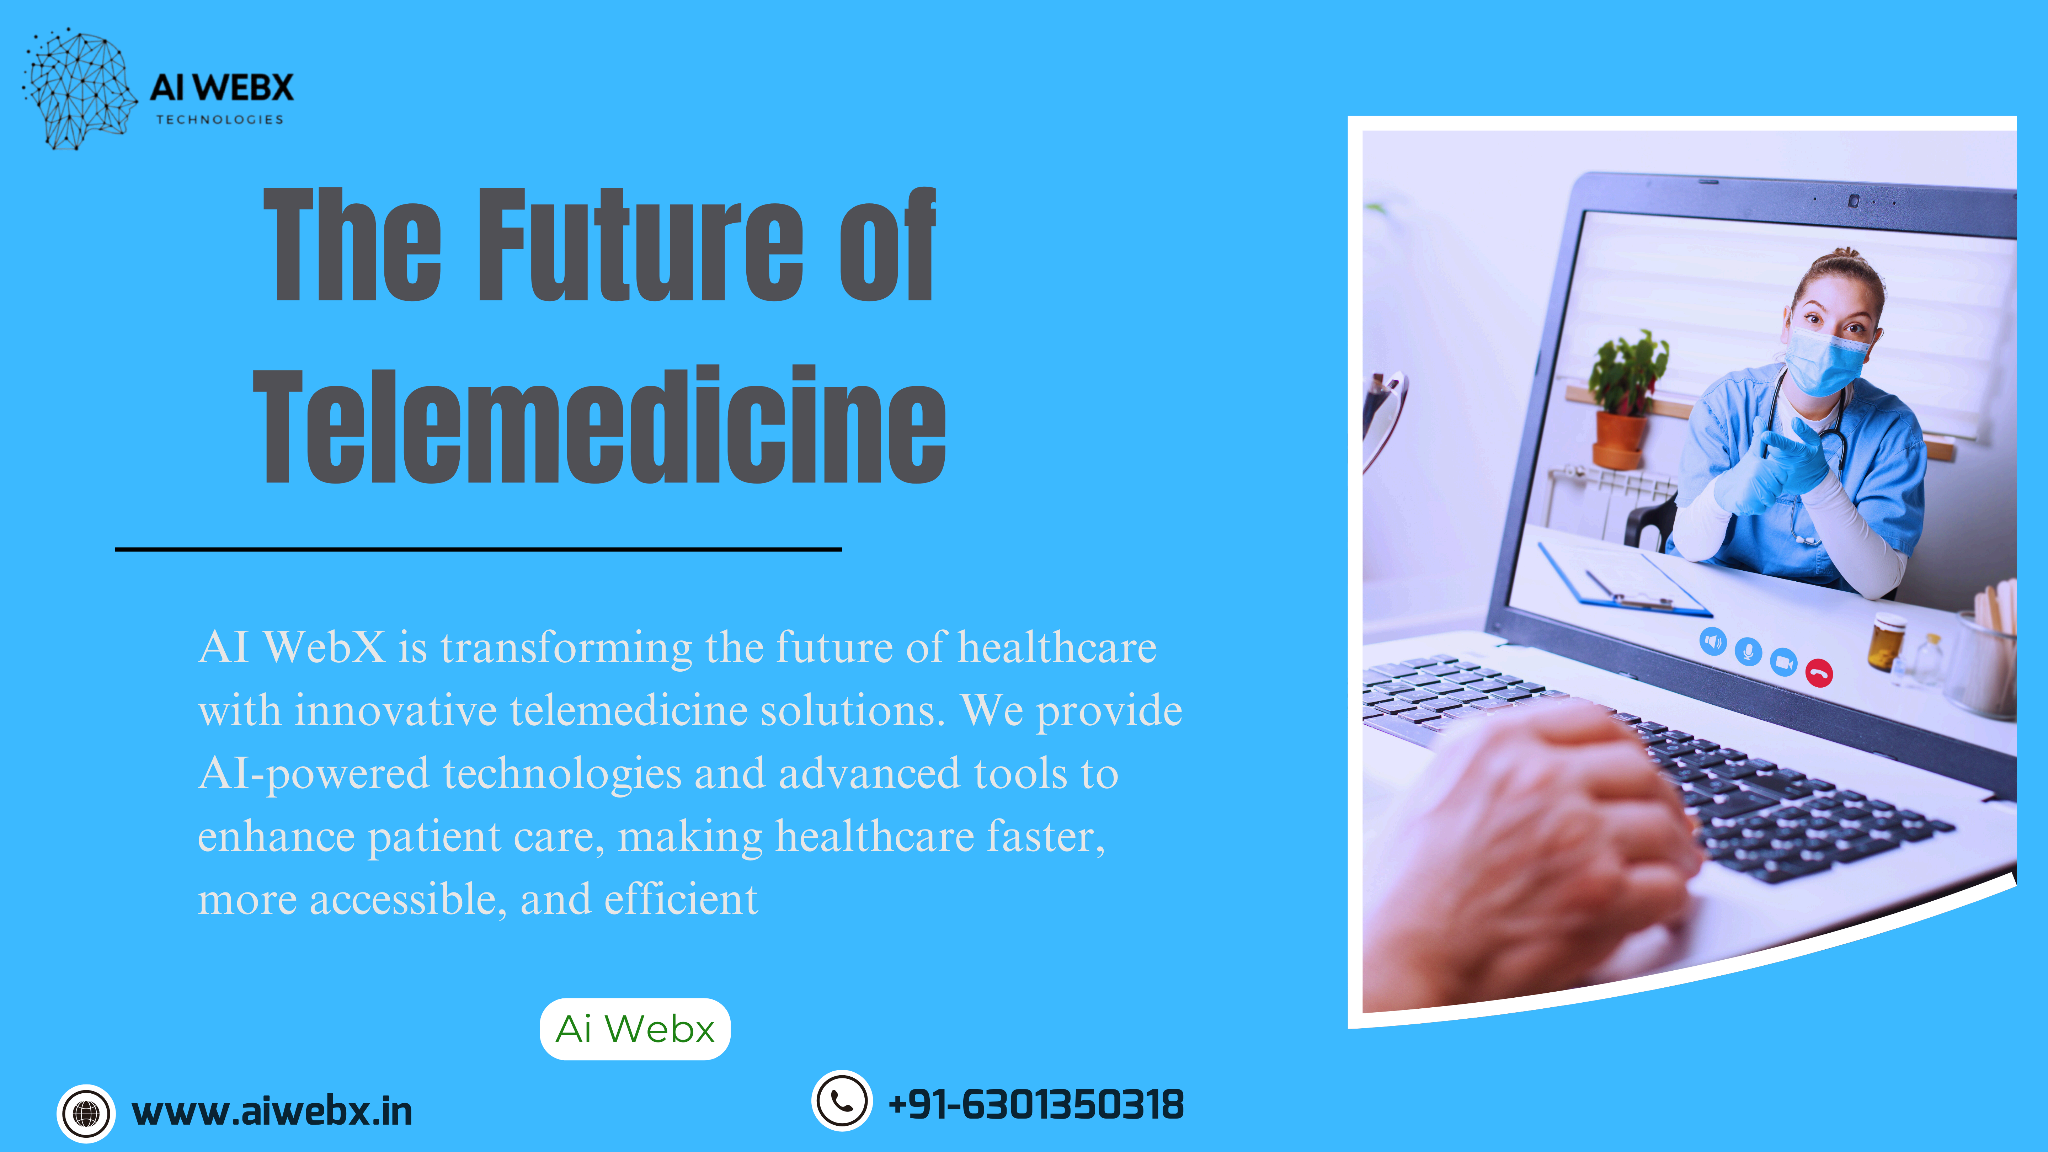 AI WEBX
TECHNOLOGIES
The Future of
Telemedicine
AI WebX is transforming the future of healthcare
with innovative telemedicine solutions. We provide
AI-powered technologies and advanced tools to
enhance patient care, making healthcare faster,
more accessible, and efficient
Ai Webx
www.aiwebx.in
+91-6301350318